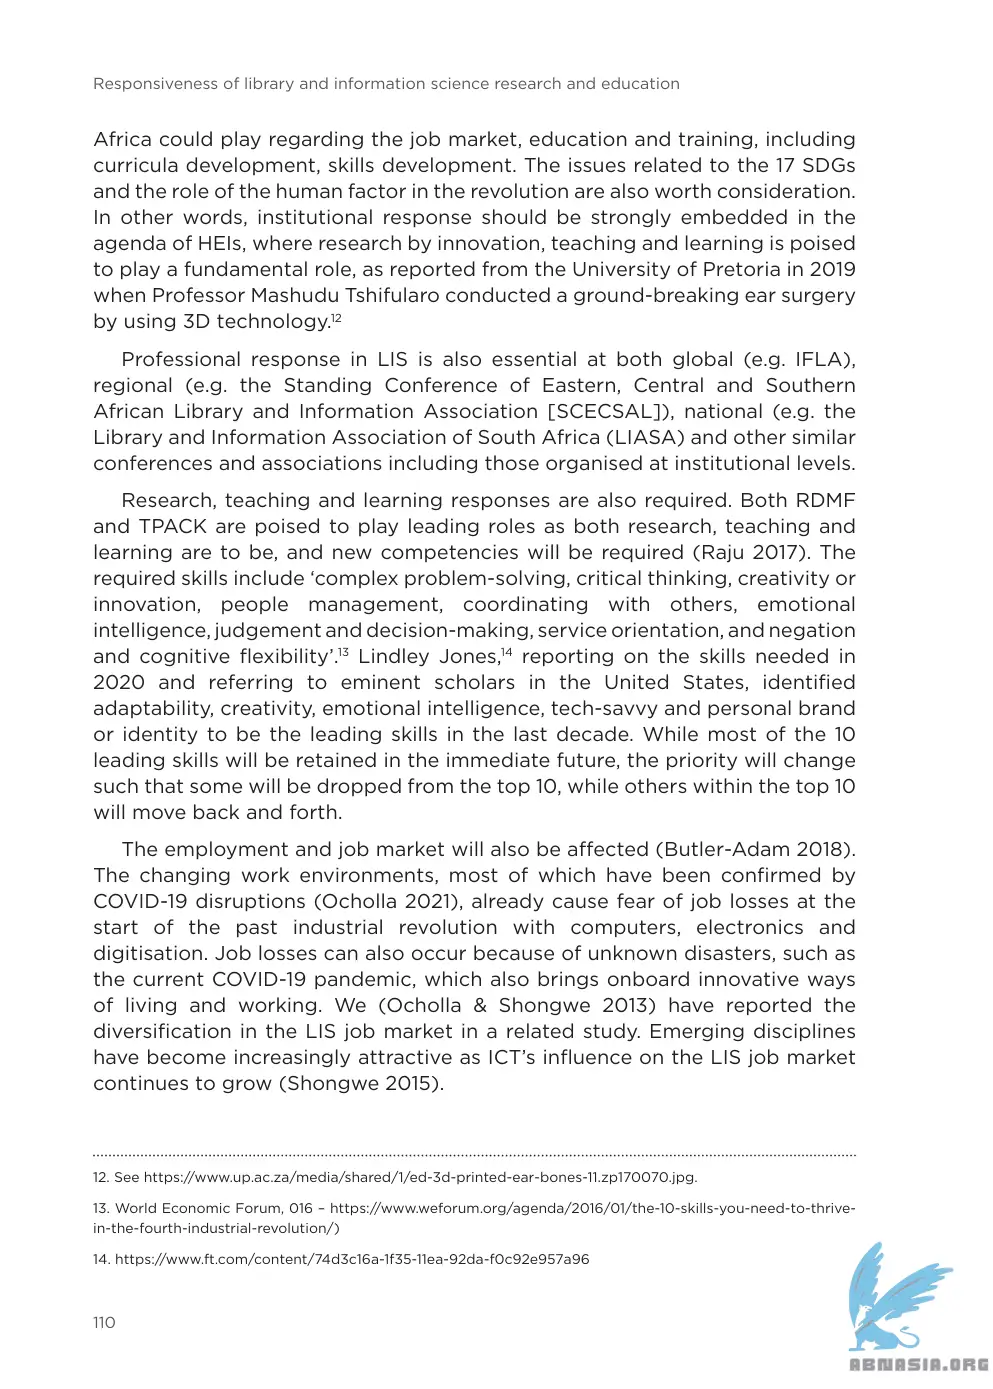 Responsiveness of library and information science research and education
Africa could play regarding the job market, education and training, including
curricula development, skills development. The issues related to the 17 SDGs
and the role of the human factor in the revolution are also worth consideration.
In other words, institutional response should be strongly embedded in the
agenda of HEIs, where research by innovation, teaching and learning is poised
to play a fundamental role, as reported from the University of Pretoria in 2019
when Professor Mashudu Tshifularo conducted a ground-breaking ear surgery
by using 3D technology.12
Professional response in LIS is also essential at both global (e.g. IFLA),
regional (e.g. the Standing Conference of Eastern, Central and Southern
African Library and Information Association [SCECSAL]), national (e.g. the
Library and Information Association of South Africa (LIASA) and other similar
conferences and associations including those organised at institutional levels.
Research, teaching and learning responses are also required. Both RDMF
and TPACK are poised to play leading roles as both research, teaching and
learning are to be, and new competencies will be required (Raju 2017). The
required skills include ‘complex problem-solving, critical thinking, creativity or
innovation, people management, coordinating with others, emotional
intelligence, judgement and decision-making, service orientation, and negation
and cognitive flexibility’.13 Lindley Jones,14 reporting on the skills needed in
2020 and referring to eminent scholars in the United States, identified
adaptability, creativity, emotional intelligence, tech-savvy and personal brand
or identity to be the leading skills in the last decade. While most of the 10
leading skills will be retained in the immediate future, the priority will change
such that some will be dropped from the top 10, while others within the top 10
will move back and forth.
The employment and job market will also be affected (Butler-Adam 2018).
The changing work environments, most of which have been confirmed by
COVID-19 disruptions (Ocholla 2021), already cause fear of job losses at the
start of the past industrial revolution with computers, electronics and
digitisation. Job losses can also occur because of unknown disasters, such as
the current COVID-19 pandemic, which also brings onboard innovative ways
of living and working. We (Ocholla & Shongwe 2013) have reported the
diversification in the LIS job market in a related study. Emerging disciplines
have become increasingly attractive as ICT’s influence on the LIS job market
continues to grow (Shongwe 2015).
12. See https://www.up.ac.za/media/shared/1/ed-3d-printed-ear-bones-11.zp170070.jpg.
13. World Economic Forum, 016 – https://www.weforum.org/agenda/2016/01/the-10-skills-you-need-to-thrive-
in-the-fourth-industrial-revolution/)
14. https://www.ft.com/content/74d3c16a-1f35-11ea-92da-f0c92e957a96
110
ABNASIA.ORG